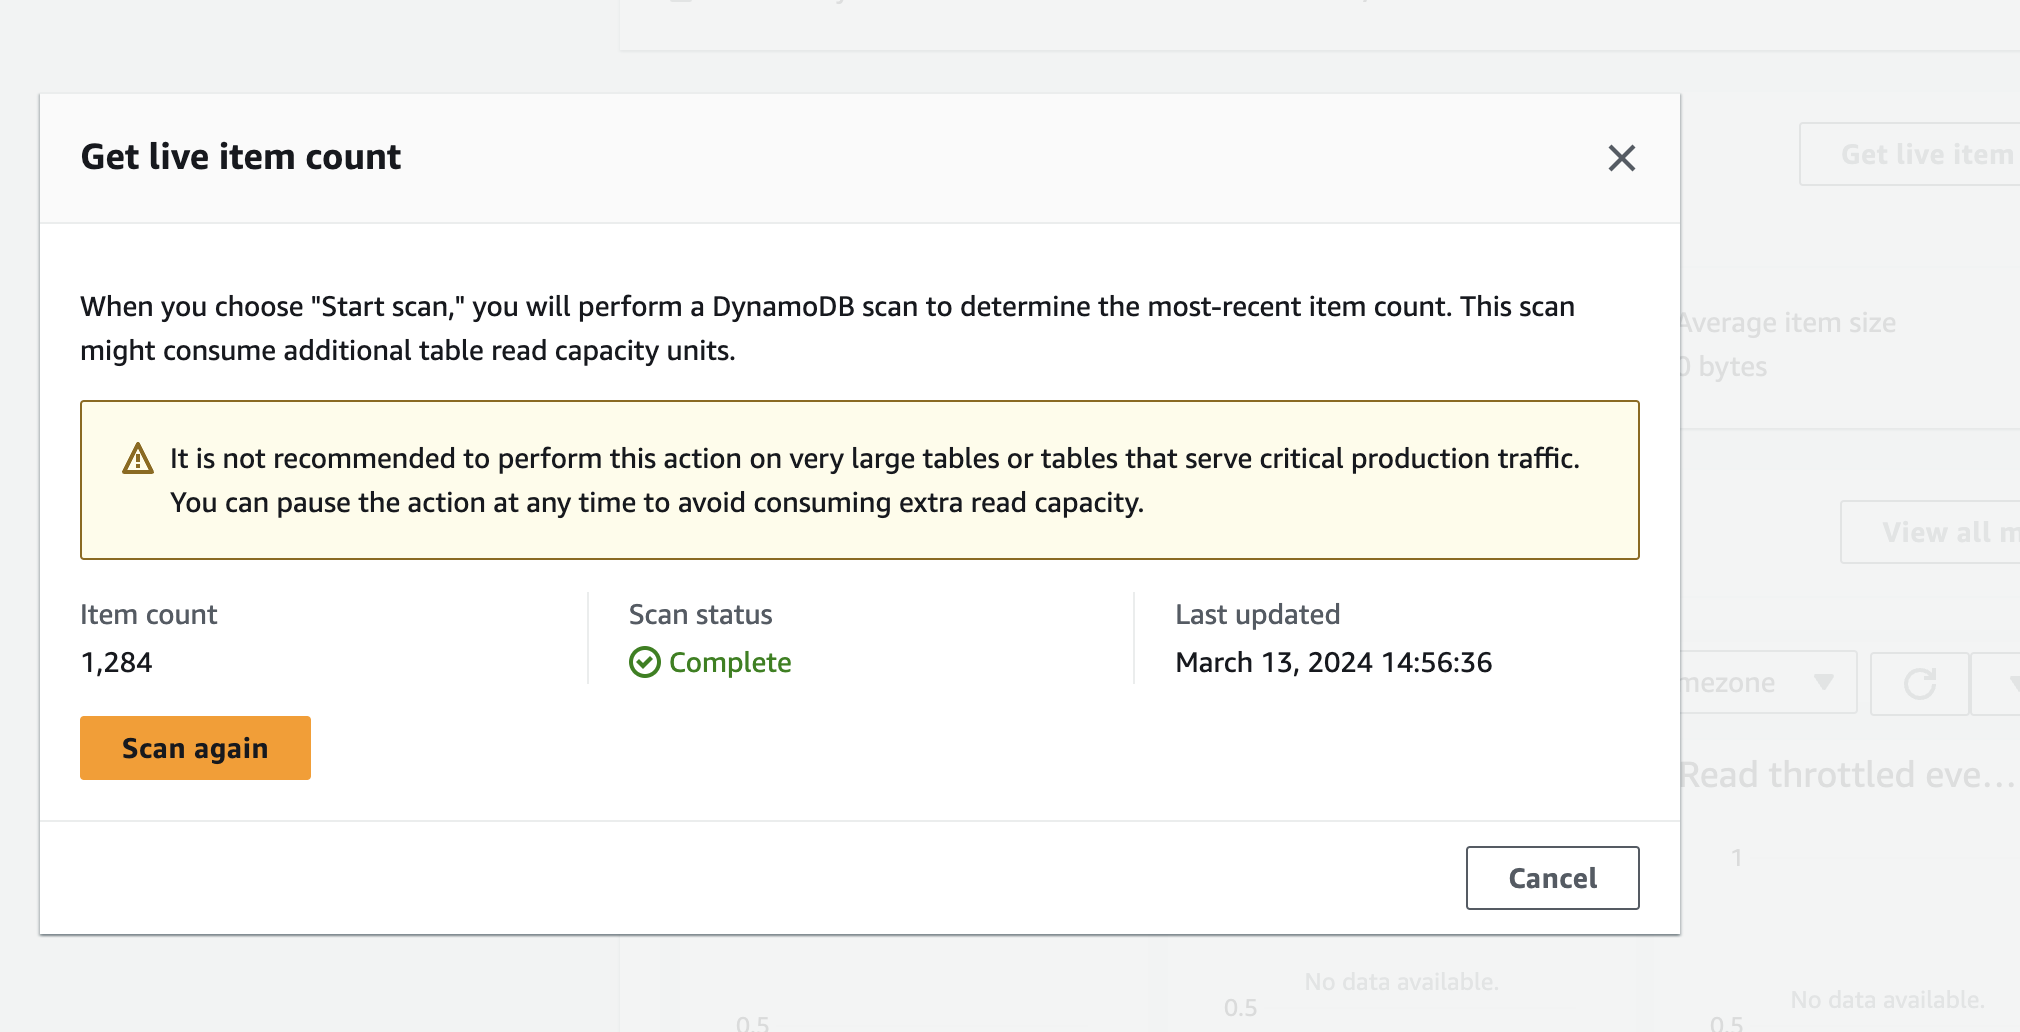 Get live item count
When you choose "Start scan," you will perform a DynamoDB scan to determine the most-recent item count. This scan
might consume additional table read capacity units.
It is not recommended to perform this action on very large tables or tables that serve critical production traffic.
You can pause the action at any time to avoid consuming extra read capacity.
Item count
1,284
Scan status
Complete
Last updated
March 13, 2024 14:56:36
Scan again
Cancel
Get live item
Average item size
0 bytes
View all m
mezone
Read throttled eve...
1
No data available.
0.5
0.5
No data available.
0.5